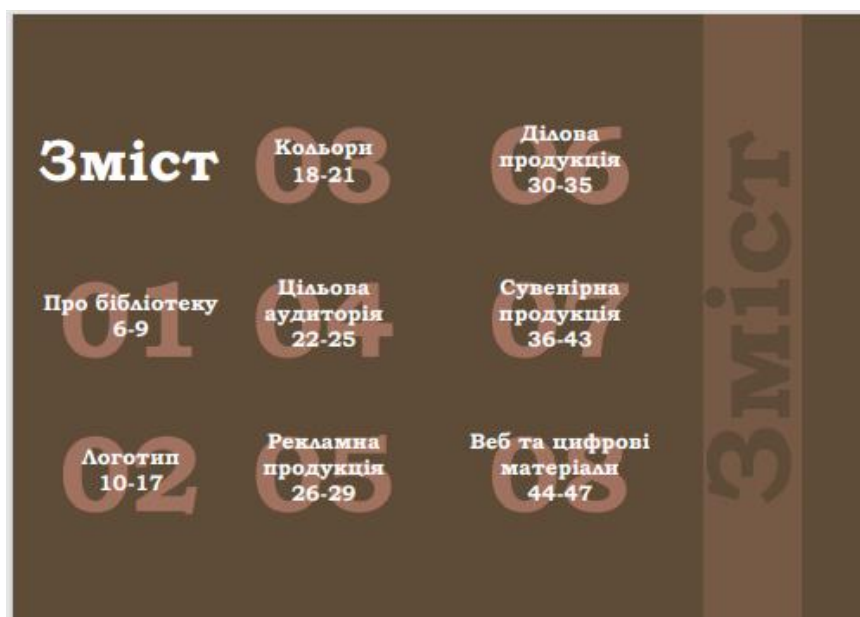 Зміст
01
Про бібліотеку
6-9
02
Логотип
10-17
03
Кольори
18-21
04
Цільова
аудиторія
22-25
05
Рекламна
продукція
26-29
06
Ділова
продукція
30-35
07
Сувенірна
продукція
36-43
08
Веб та цифрові
матеріали
44-47
Зміст